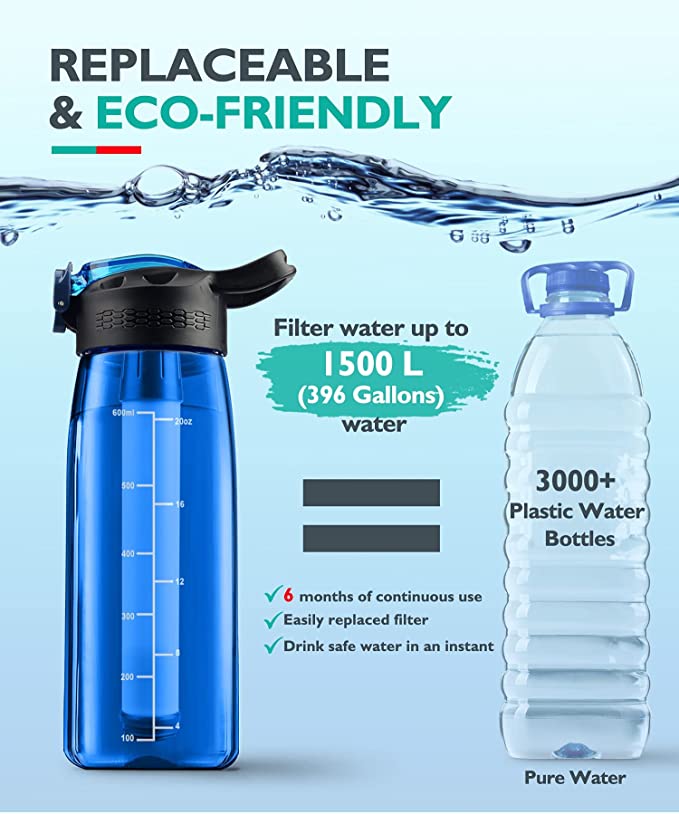 REPLACEABLE
& ECO-FRIENDLY
Filter water up to
1500 L
(396 Gallons)
water
600ml
20oz
500
16
400
12
300
8
200
4
100
3000+
Plastic Water
Bottles
✓ 6 months of continuous use
✓ Easily replaced filter
✓ Drink safe water in an instant
Pure Water